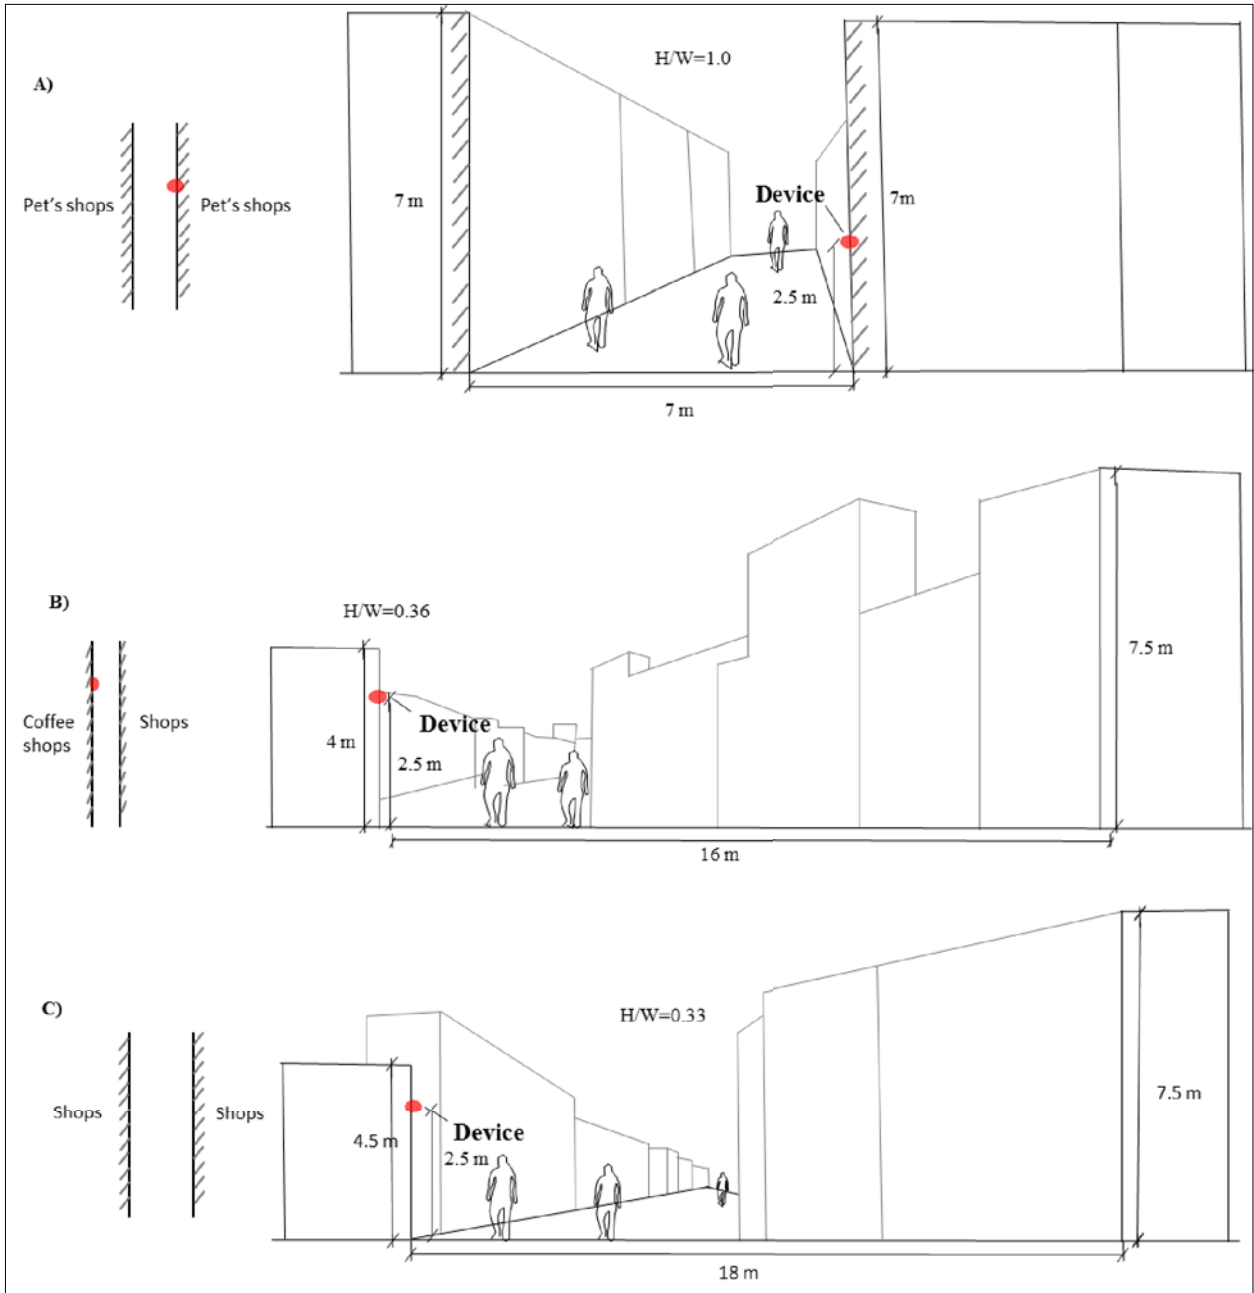 H/W=1.0
A)
Pet's shops
Pet's shops
7 m
Device
7m
2.5 m
7 m
B)
H/W=0.36
Coffee
shops
Shops
4 m
Device
2.5 m
7.5 m
16 m
C)
H/W=0.33
Shops
Shops
4.5 m
Device
2.5 m
7.5 m
18 m